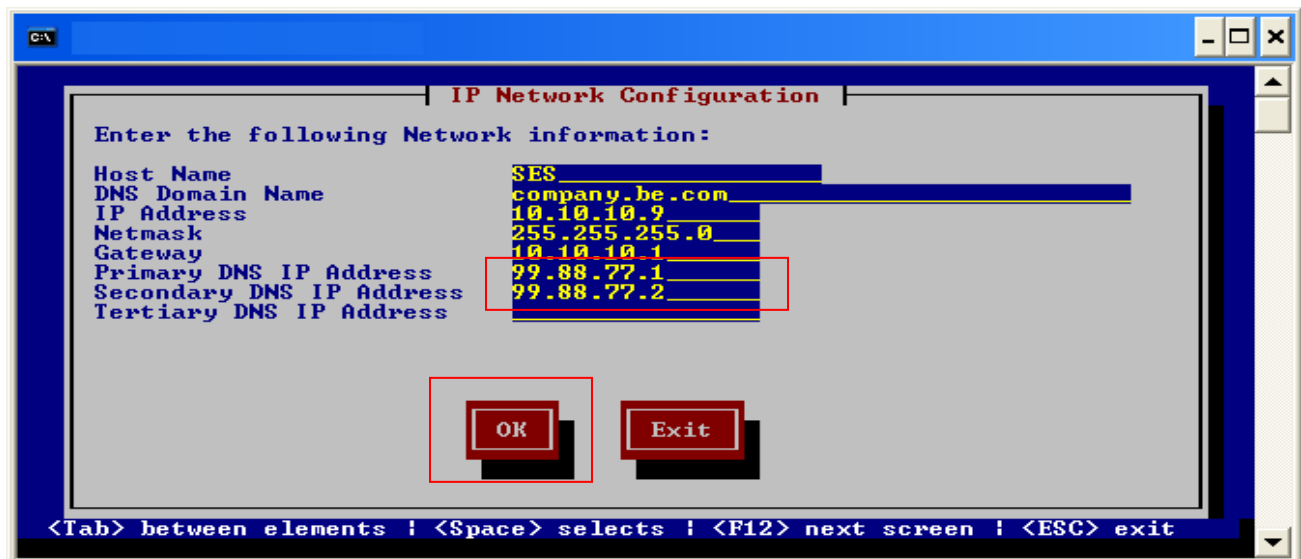 C:\
IP Network Configuration
Enter the following Network information:
Host Name SES
DNS Domain Name company.be.com
IP Address 10.10.10.9
Netmask 255.255.255.0
Gateway 10.10.10.1
Primary DNS IP Address 99.88.77.1
Secondary DNS IP Address 99.88.77.2
Tertiary DNS IP Address
OK Exit
<Tab> between elements ¦ <Space> selects ¦ <F12> next screen ¦ <ESC> exit